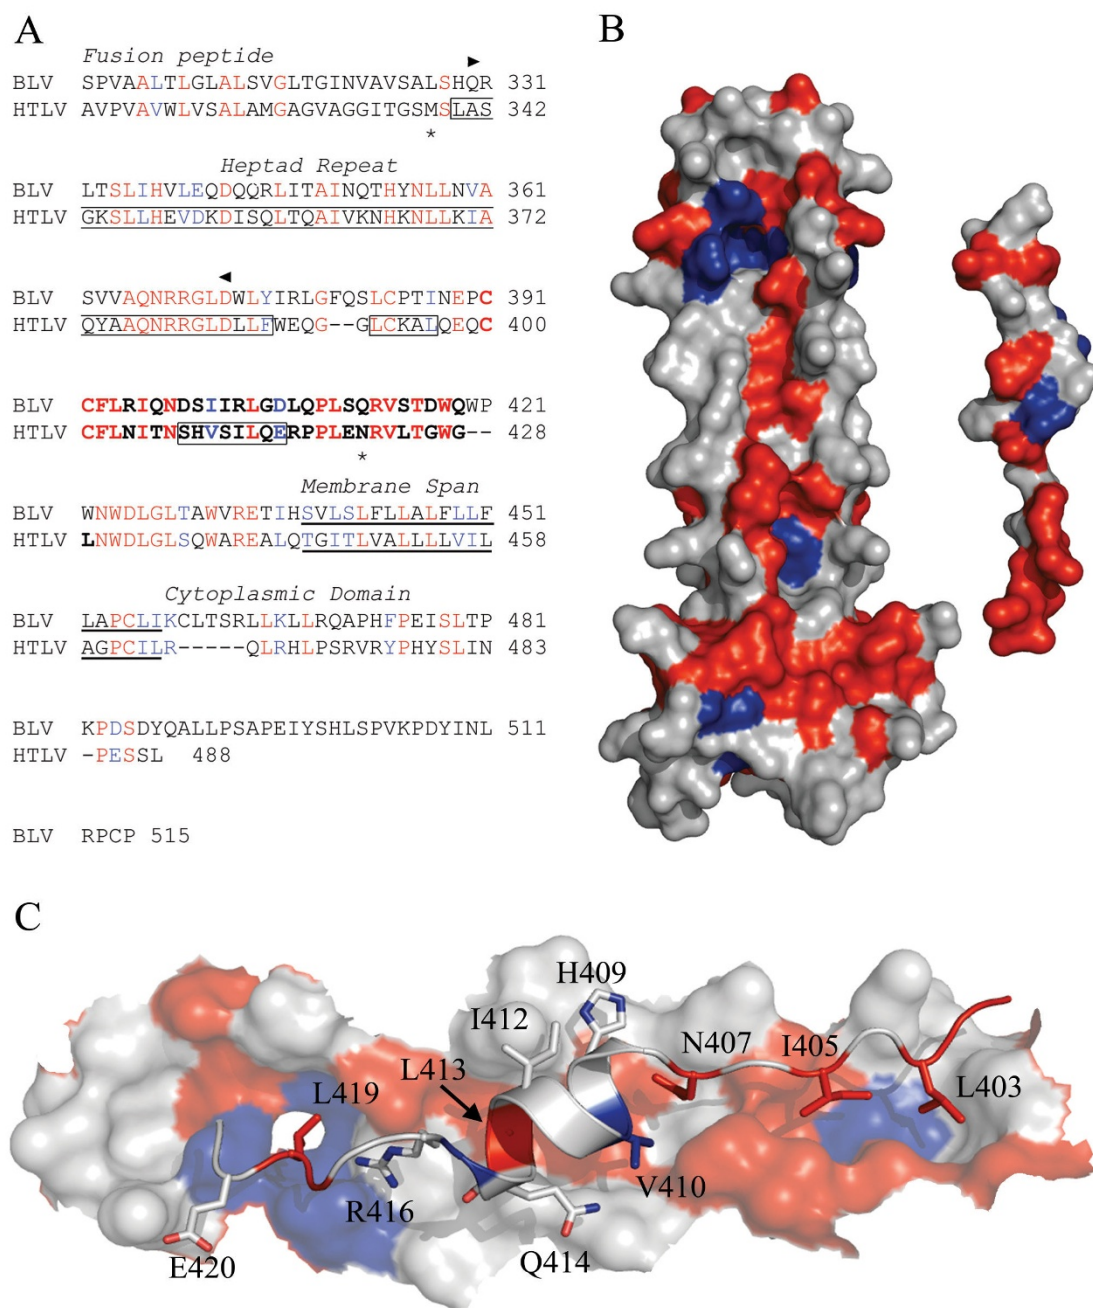 A
Fusion peptide
BLV SPVAALTLGLALSVGLTGINVAVSALSHQR 331
HTLV AVPVAVWLVSALAMGAGVAGGITGSMSLAS 342
*
Heptad Repeat
BLV LTSLIHVLEQDQQRLITAINQTHYNLLNVA 361
HTLV GKSLLHEVDKDISQLTQAIVKNHKNLLKIA 372
BLV SVVAQNRRGLDWLYIRLGFQSLCPTINEPC 391
HTLV QYAAQNRRGLDLLFWEQG--GLCKALQEQC 400
BLV CFLRIQNDSIIRLGDLQPLSQRVSTDWQWP 421
HTLV CFLNITNSHVSILQERPPLENRVLTGWG-- 428
*
Membrane Span
BLV WNWDLGLTAWVRETIHSVLSLFLLALFLLF 451
HTLV LNWDLGLSQWAREALQTGITLVALLLLVIL 458
Cytoplasmic Domain
BLV LAPCLIKCLTSRLLKLLRQAPHFPEISLTP 481
HTLV AGPCILR-----QLRHLPSRVRYPHYSLIN 483
BLV KPDSDYQALLPSAPEIYSHLSPVKPDYINL 511
HTLV -PESSL 488
BLV RPCP 515
B
C
H409
I412
N407
I405
L413
L403
L419
V410
R416
Q414
E420